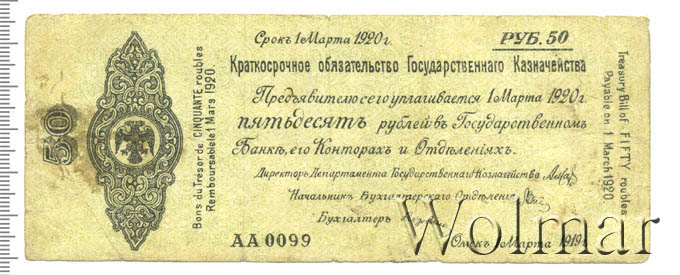 Срокъ 1 Марта 1920 г.
РУБ. 50
Краткосрочное обязательство Государственнаго Казначейства
Предъявителю сего уплачивается 1 Марта 1920 г.
пятьдесятъ рублей въ Государственномъ
Банкѣ, его Конторахъ и Отдѣленіяхъ.
Директоръ Департамента Государственнаго Казначейства
Начальникъ Бухгалтерскаго Отдѣленія
Бухгалтеръ
АА 0099
Омскъ, 1 Марта 1919 г.
50
Bons du Trésor de CINQUANTE roubles
Remboursable 1 Mars 1920.
Treasury Bill of FIFTY roubles
Payable on 1 March 1920.
Wolmar